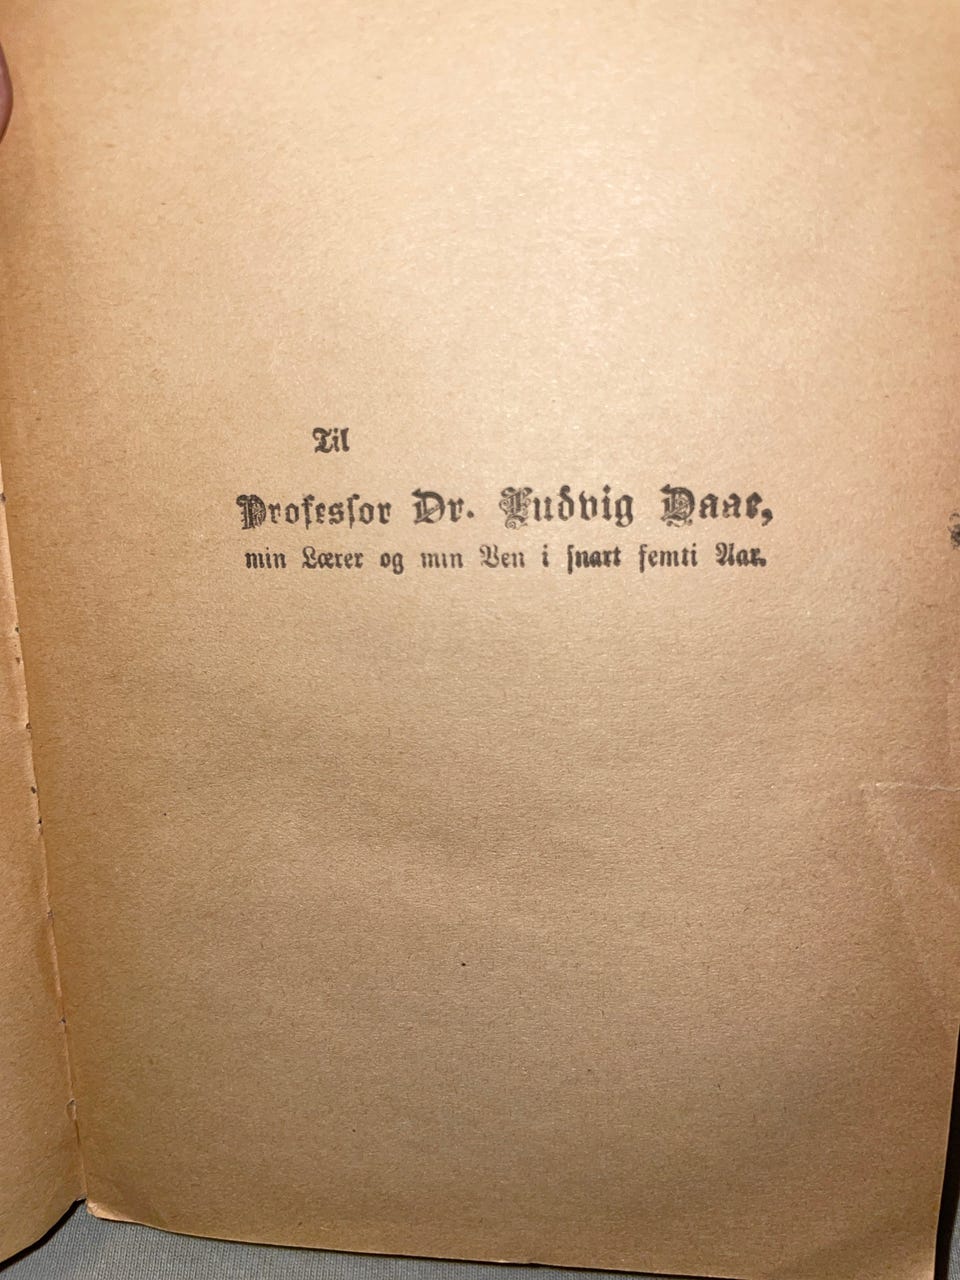 Til
Professor Dr. Ludvig Daae,
min Lærer og min Ven i snart femti Aar.